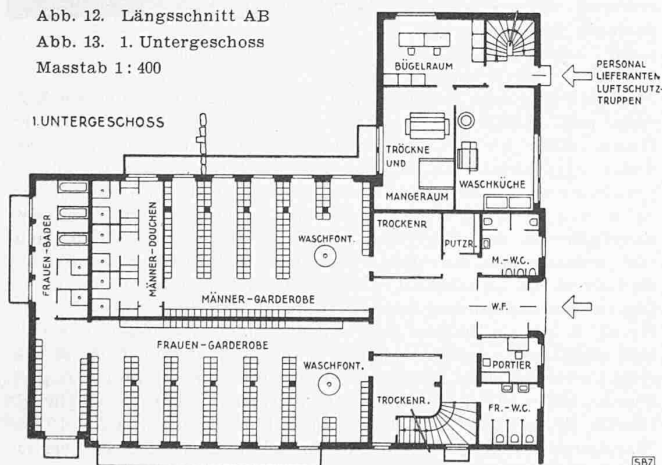 Abb. 12. Längsschnitt AB
Abb. 13. 1. Untergeschoss
Masstab 1 : 400
1.UNTERGESCHOSS
BÜGELRAUM
PERSONAL
LIEFERANTEN
LUFTSCHUTZ-
TRUPPEN
TRÖCKNE
UND
MANGERAUM
WASCHKÜCHE
FRAUEN-BÄDER
MÄNNER-DOUCHEN
WASCHFONT.
TROCKENR.
PUTZR.
M.-W.C.
MÄNNER-GARDEROBE
W.F.
FRAUEN-GARDEROBE
WASCHFONT.
PORTIER
TROCKENR.
FR.-W.C.
SBZ